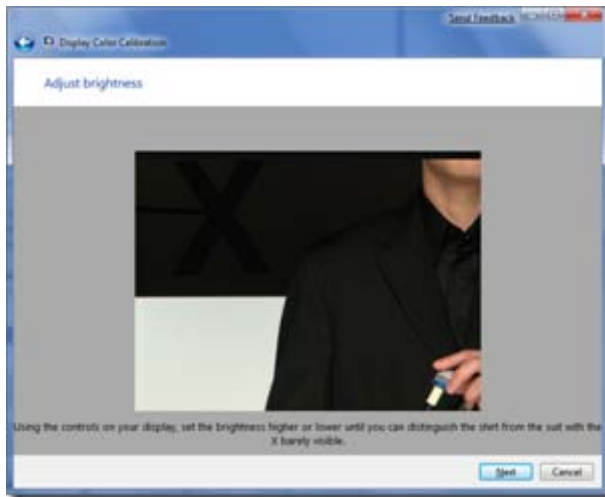 Send Feedback
Display Color Calibration
Adjust brightness
X
Using the controls on your display, set the brightness higher or lower until you can distinguish the shirt from the suit with the
X barely visible.
Next Cancel